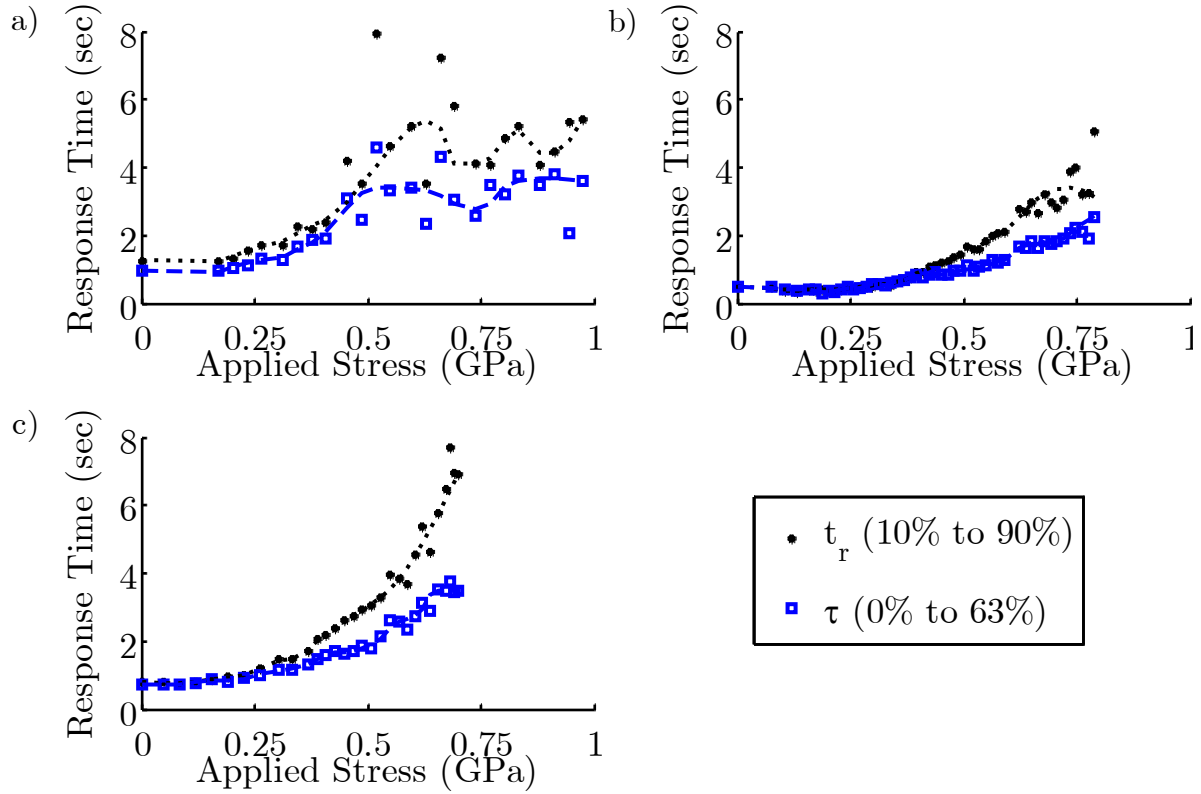 a)
Response Time (sec)
8
6
4
2
0
0 0.25 0.5 0.75 1
Applied Stress (GPa)
b)
Response Time (sec)
8
6
4
2
0
0 0.25 0.5 0.75 1
Applied Stress (GPa)
c)
Response Time (sec)
8
6
4
2
0
0 0.25 0.5 0.75 1
Applied Stress (GPa)
t_r (10% to 90%)
τ (0% to 63%)